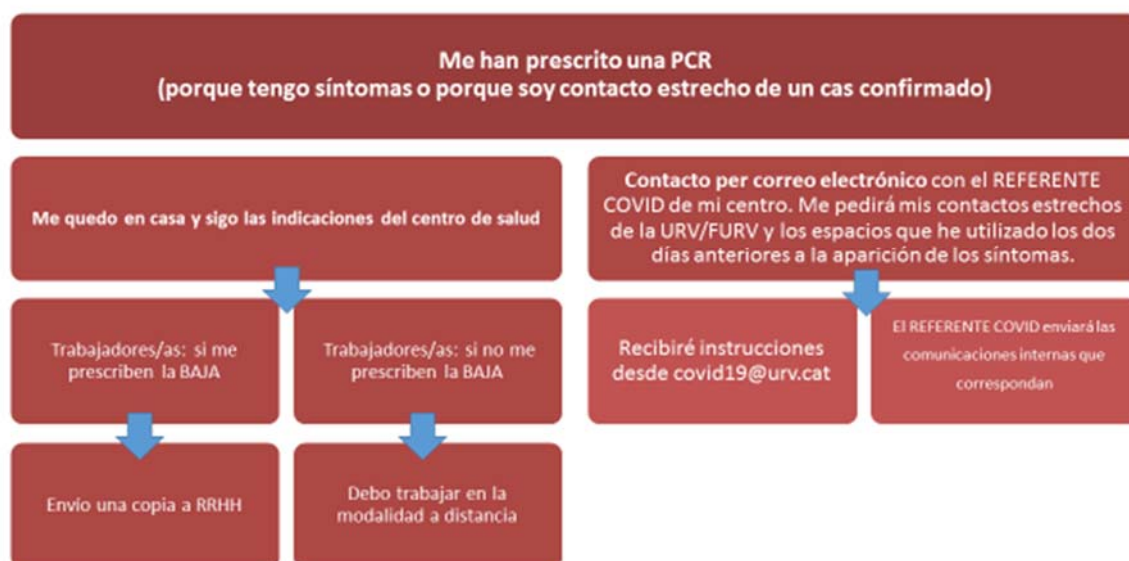 Me han prescrito una PCR
(porque tengo síntomas o porque soy contacto estrecho de un cas confirmado)
Me quedo en casa y sigo las indicaciones del centro de salud
Contacto per correo electrónico con el REFERENTE
COVID de mi centro. Me pedirá mis contactos estrechos
de la URV/FURV y los espacios que he utilizado los dos
días anteriores a la aparición de los síntomas.
Trabajadores/as: si me
prescriben la BAJA
Trabajadores/as: si no me
prescriben la BAJA
Recibiré instrucciones
desde covid19@urv.cat
El REFERENTE COVID enviará las
comunicaciones internas que
correspondan
Envío una copia a RRHH
Debo trabajar en la
modalidad a distancia